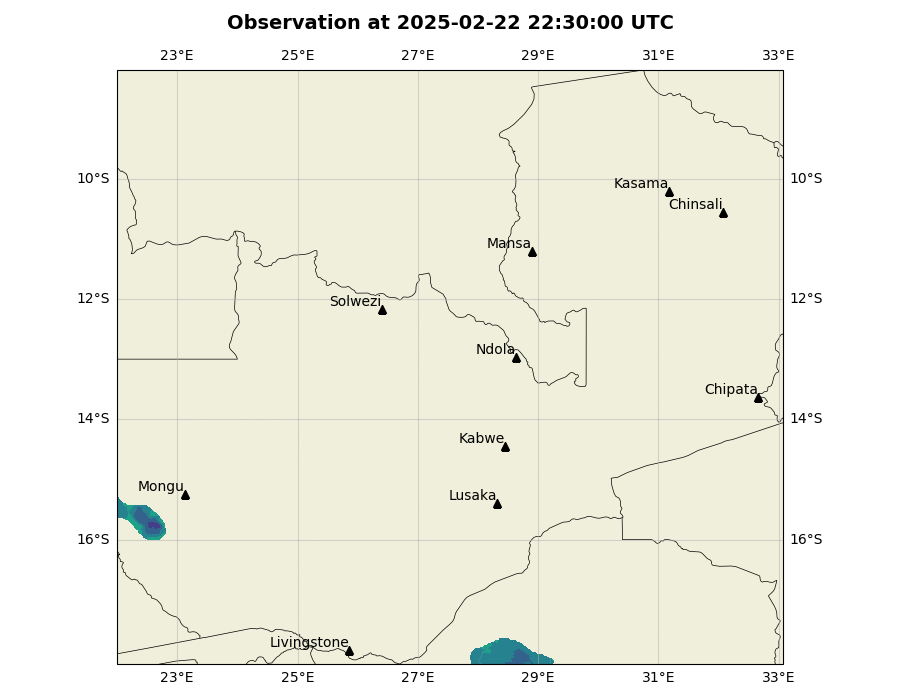 Observation at 2025-02-22 22:30:00 UTC
23°E 25°E 27°E 29°E 31°E 33°E
10°S 10°S
Kasama
Chinsali
Mansa
12°S 12°S
Solwezi
Ndola
Chipata
14°S 14°S
Kabwe
Mongu
Lusaka
16°S 16°S
Livingstone
23°E 25°E 27°E 29°E 31°E 33°E